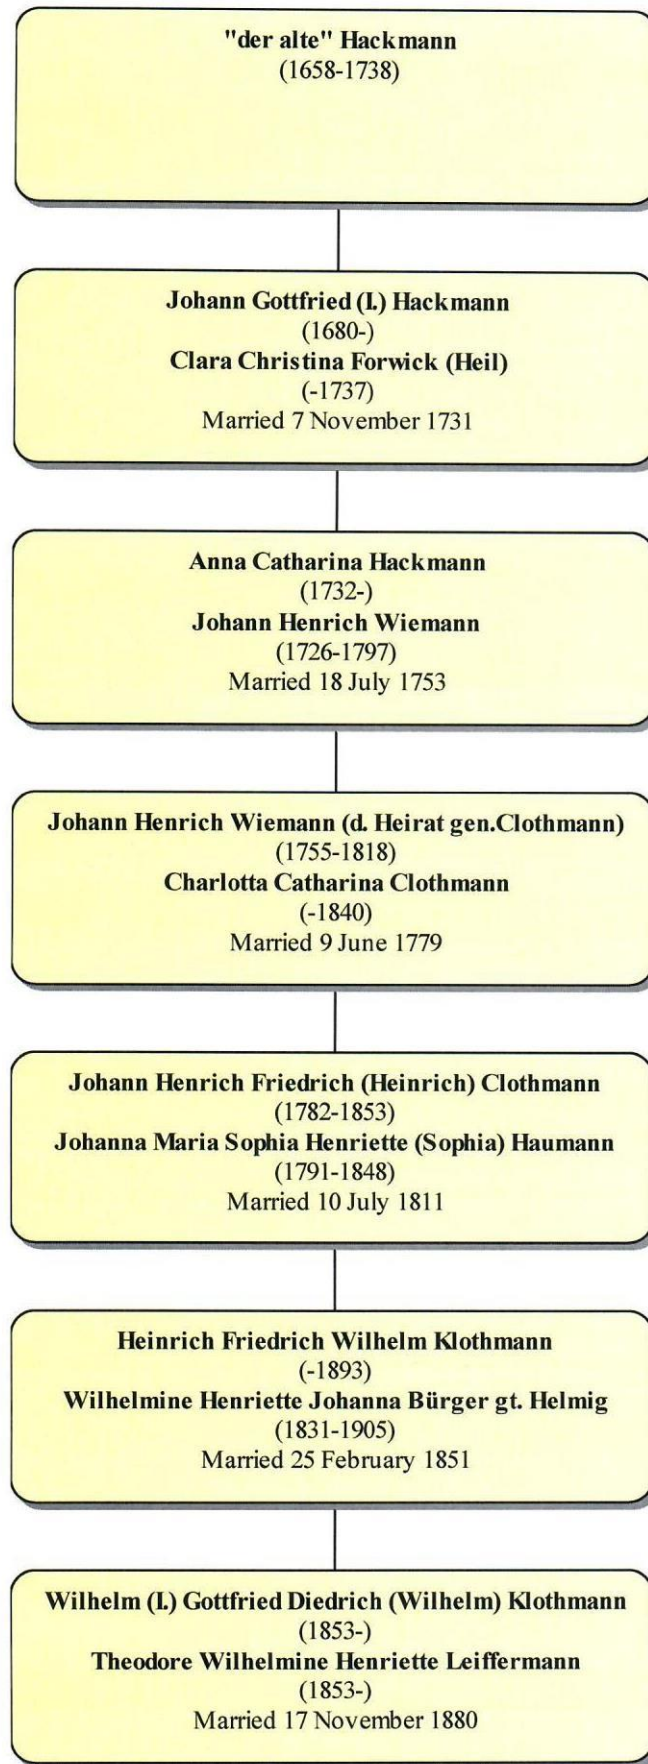 "der alte" Hackmann
(1658-1738)
Johann Gottfried (I.) Hackmann
(1680-)
Clara Christina Forwick (Heil)
(-1737)
Married 7 November 1731
Anna Catharina Hackmann
(1732-)
Johann Henrich Wiemann
(1726-1797)
Married 18 July 1753
Johann Henrich Wiemann (d. Heirat gen.Clothmann)
(1755-1818)
Charlotta Catharina Clothmann
(-1840)
Married 9 June 1779
Johann Henrich Friedrich (Heinrich) Clothmann
(1782-1853)
Johanna Maria Sophia Henriette (Sophia) Haumann
(1791-1848)
Married 10 July 1811
Heinrich Friedrich Wilhelm Klothmann
(-1893)
Wilhelmine Henriette Johanna Bürger gt. Helmig
(1831-1905)
Married 25 February 1851
Wilhelm (I.) Gottfried Diedrich (Wilhelm) Klothmann
(1853-)
Theodore Wilhelmine Henriette Leiffermann
(1853-)
Married 17 November 1880